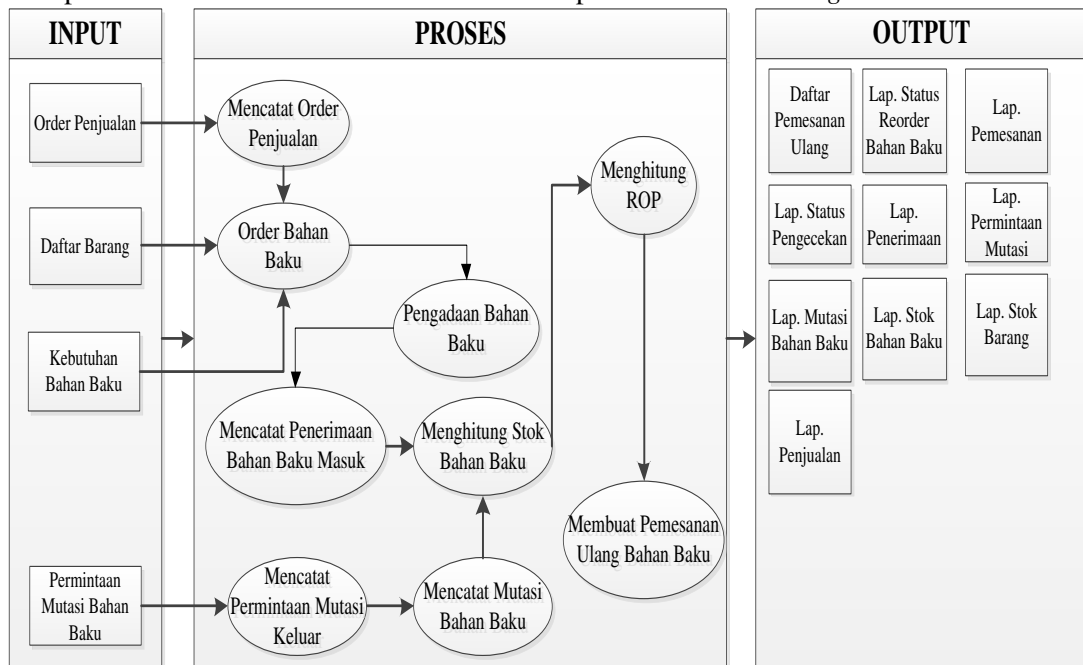 INPUT
Order Penjualan
Daftar Barang
Kebutuhan
Bahan Baku
Permintaan
Mutasi Bahan
Baku
PROSES
Mencatat Order
Penjualan
Order Bahan
Baku
Pengadaan Bahan
Baku
Mencatat Penerimaan
Bahan Baku Masuk
Menghitung Stok
Bahan Baku
Mencatat
Permintaan Mutasi
Keluar
Mencatat Mutasi
Bahan Baku
Menghitung
ROP
Membuat Pemesanan
Ulang Bahan Baku
OUTPUT
Daftar
Pemesanan
Ulang
Lap. Status
Reorder
Bahan Baku
Lap.
Pemesanan
Lap. Status
Pengecekan
Lap.
Penerimaan
Lap.
Permintaan
Mutasi
Lap. Mutasi
Bahan Baku
Lap. Stok
Bahan Baku
Lap. Stok
Barang
Lap.
Penjualan